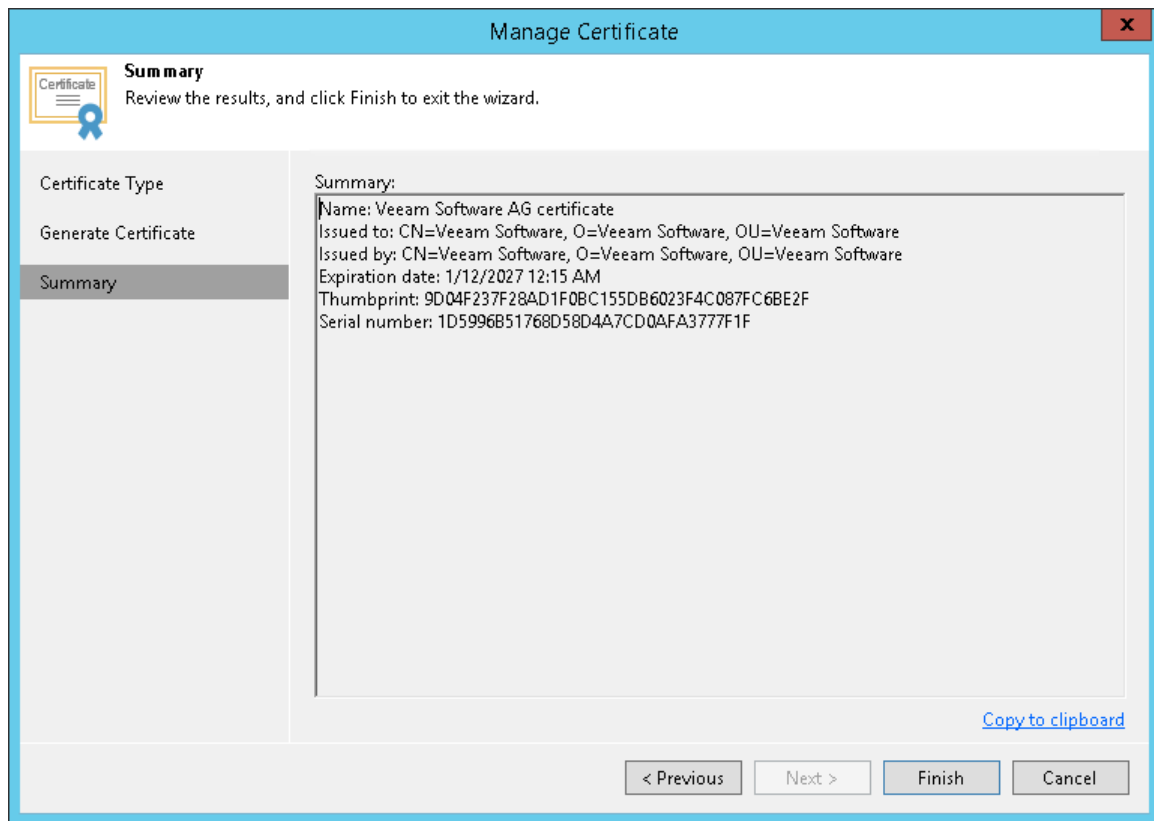 Manage Certificate
x
Certificate
Summary
Review the results, and click Finish to exit the wizard.
Certificate Type
Generate Certificate
Summary
Summary:
Name: Veeam Software AG certificate
Issued to: CN=Veeam Software, O=Veeam Software, OU=Veeam Software
Issued by: CN=Veeam Software, O=Veeam Software, OU=Veeam Software
Expiration date: 1/12/2027 12:15 AM
Thumbprint: 9D04F237F28AD1F0BC155DB6023F4C087FC6BE2F
Serial number: 1D5996B51768D58D4A7CD0AFA3777F1F
Copy to clipboard
< Previous
Next >
Finish
Cancel